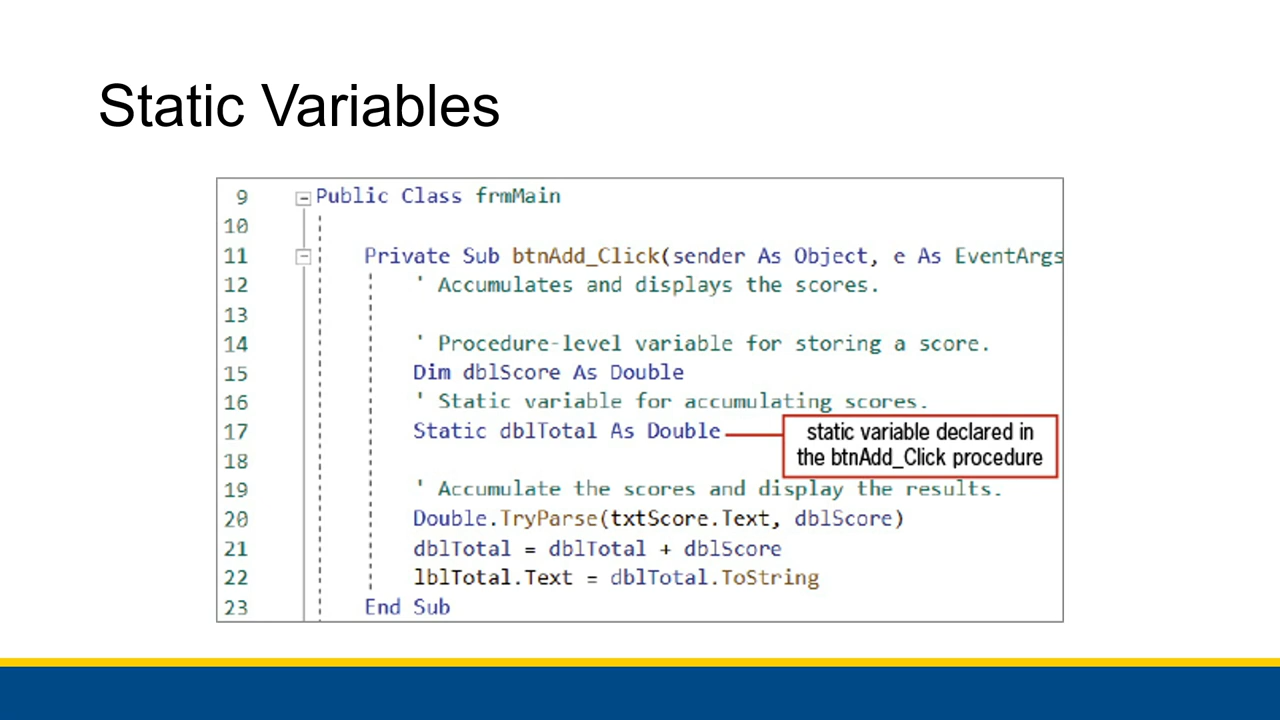 Static Variables
9 Public Class frmMain
10
11 Private Sub btnAdd_Click(sender As Object, e As EventArgs
12 ' Accumulates and displays the scores.
13
14 ' Procedure-level variable for storing a score.
15 Dim dblScore As Double
16 ' Static variable for accumulating scores.
17 Static dblTotal As Double
static variable declared in
the btnAdd_Click procedure
18
19 ' Accumulate the scores and display the results.
20 Double.TryParse(txtScore.Text, dblScore)
21 dblTotal = dblTotal + dblScore
22 lblTotal.Text = dblTotal.ToString
23 End Sub